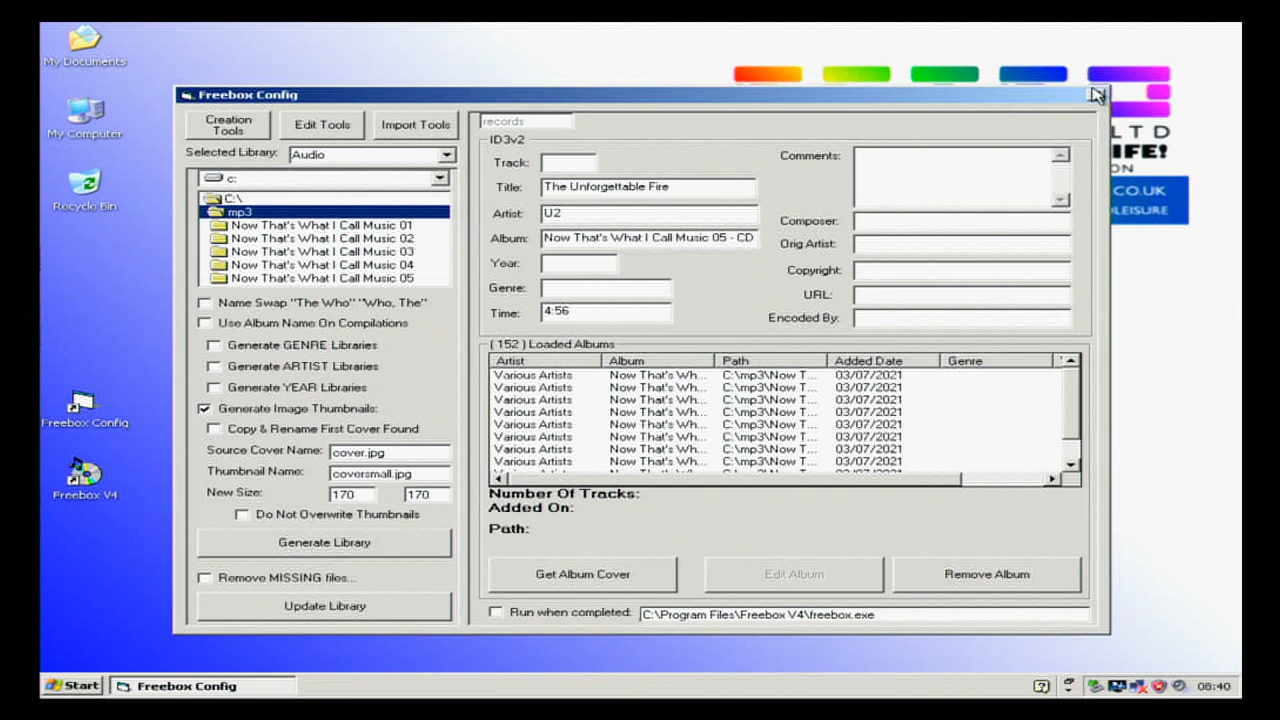 My Documents
My Computer
Recycle Bin
Freebox Config
Freebox V4
LTD
IFE!
ON
CO.UK
LEISURE
Freebox Config
Creation Tools
Edit Tools
Import Tools
Selected Library:
Audio
c:
C:\
mp3
Now That's What I Call Music 01
Now That's What I Call Music 02
Now That's What I Call Music 03
Now That's What I Call Music 04
Now That's What I Call Music 05
Name Swap "The Who" "Who, The"
Use Album Name On Compilations
Generate GENRE Libraries
Generate ARTIST Libraries
Generate YEAR Libraries
Generate Image Thumbnails:
Copy & Rename First Cover Found
Source Cover Name: cover.jpg
Thumbnail Name: coversmall.jpg
New Size: 170 170
Do Not Overwrite Thumbnails
Generate Library
Remove MISSING files...
Update Library
records
ID3v2
Track:
Title: The Unforgettable Fire
Artist: U2
Album: Now That's What I Call Music 05 - CD
Year:
Genre:
Time: 4:56
Comments:
Composer:
Orig Artist:
Copyright:
URL:
Encoded By:
( 152 ) Loaded Albums
Artist Album Path Added Date Genre
Various Artists Now That's Wh... C:\mp3\Now T... 03/07/2021
Various Artists Now That's Wh... C:\mp3\Now T... 03/07/2021
Various Artists Now That's Wh... C:\mp3\Now T... 03/07/2021
Various Artists Now That's Wh... C:\mp3\Now T... 03/07/2021
Various Artists Now That's Wh... C:\mp3\Now T... 03/07/2021
Various Artists Now That's Wh... C:\mp3\Now T... 03/07/2021
Various Artists Now That's Wh... C:\mp3\Now T... 03/07/2021
Various Artists Now That's Wh... C:\mp3\Now T... 03/07/2021
Number Of Tracks:
Added On:
Path:
Get Album Cover
Edit Album
Remove Album
Run when completed: C:\Program Files\Freebox V4\freebox.exe
Start
Freebox Config
08:40